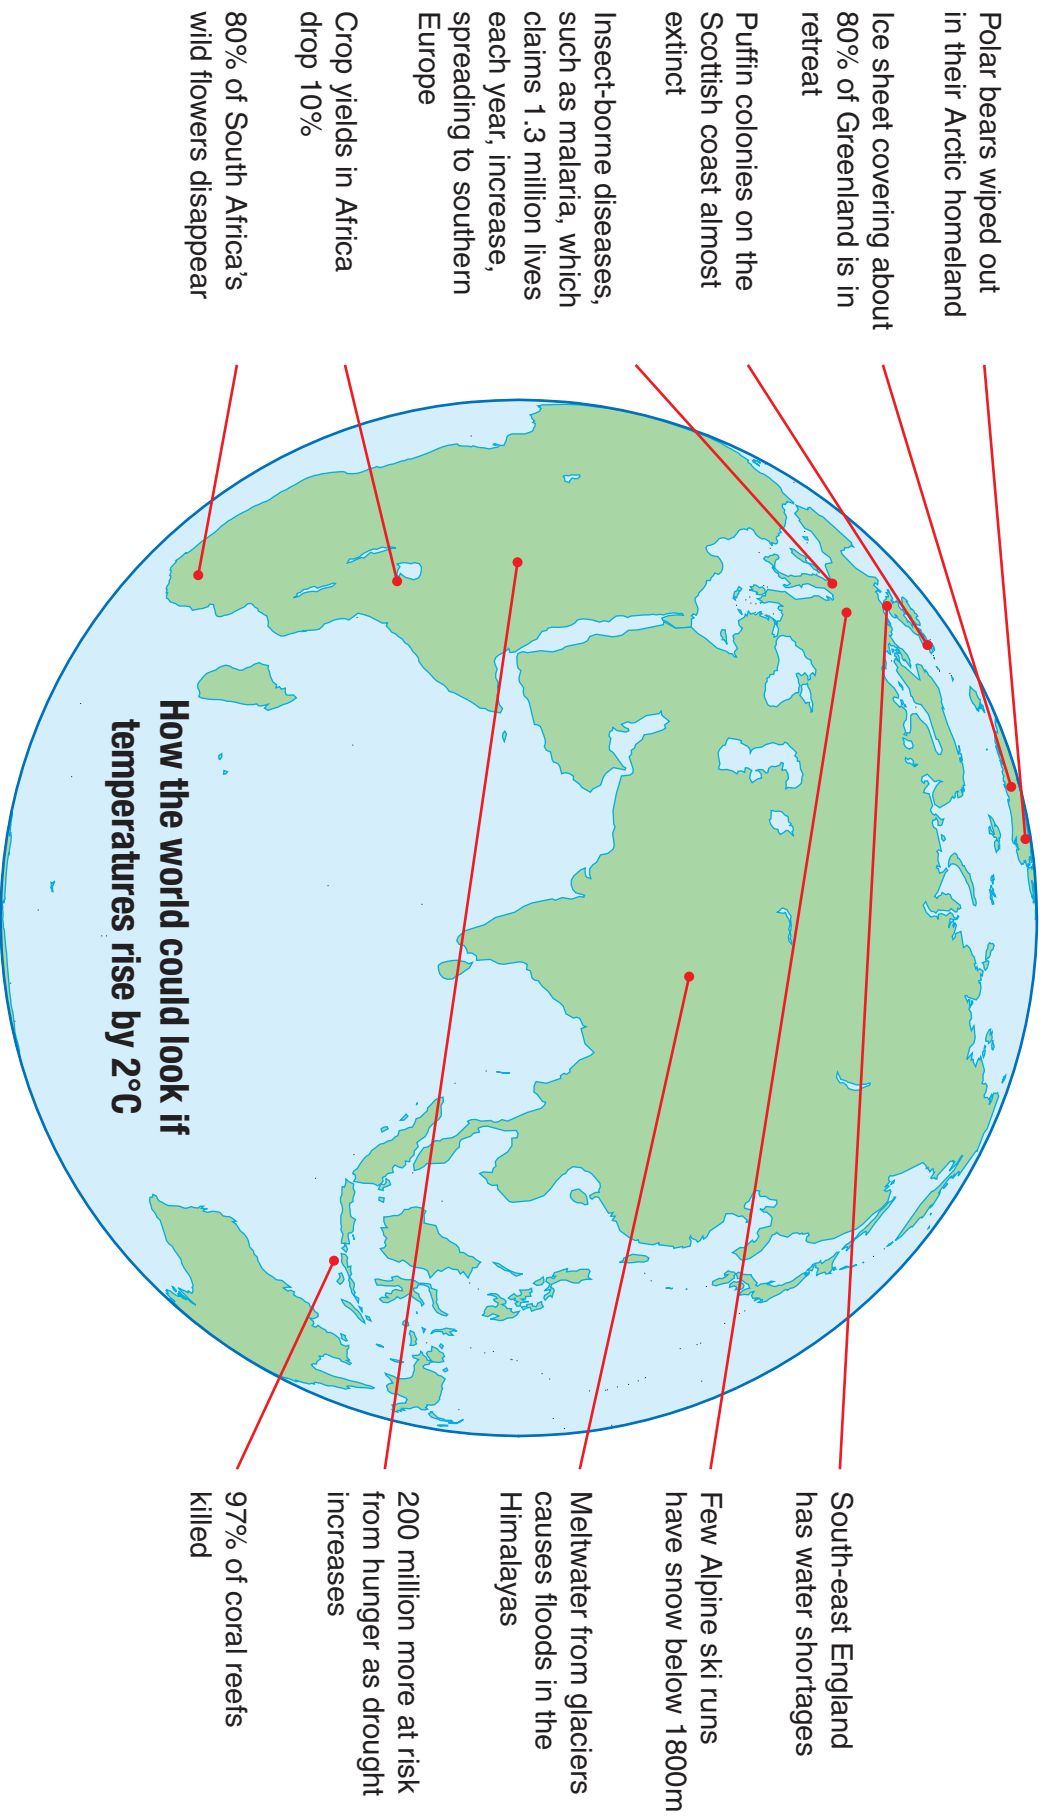 Polar bears wiped out
in their Arctic homeland
Ice sheet covering about
80% of Greenland is in
retreat
Puffin colonies on the
Scottish coast almost
extinct
Insect-borne diseases,
such as malaria, which
claims 1.3 million lives
each year, increase,
spreading to southern
Europe
Crop yields in Africa
drop 10%
80% of South Africa's
wild flowers disappear
How the world could look if
temperatures rise by 2°C
South-east England
has water shortages
Few Alpine ski runs
have snow below 1800m
Meltwater from glaciers
causes floods in the
Himalayas
200 million more at risk
from hunger as drought
increases
97% of coral reefs
killed